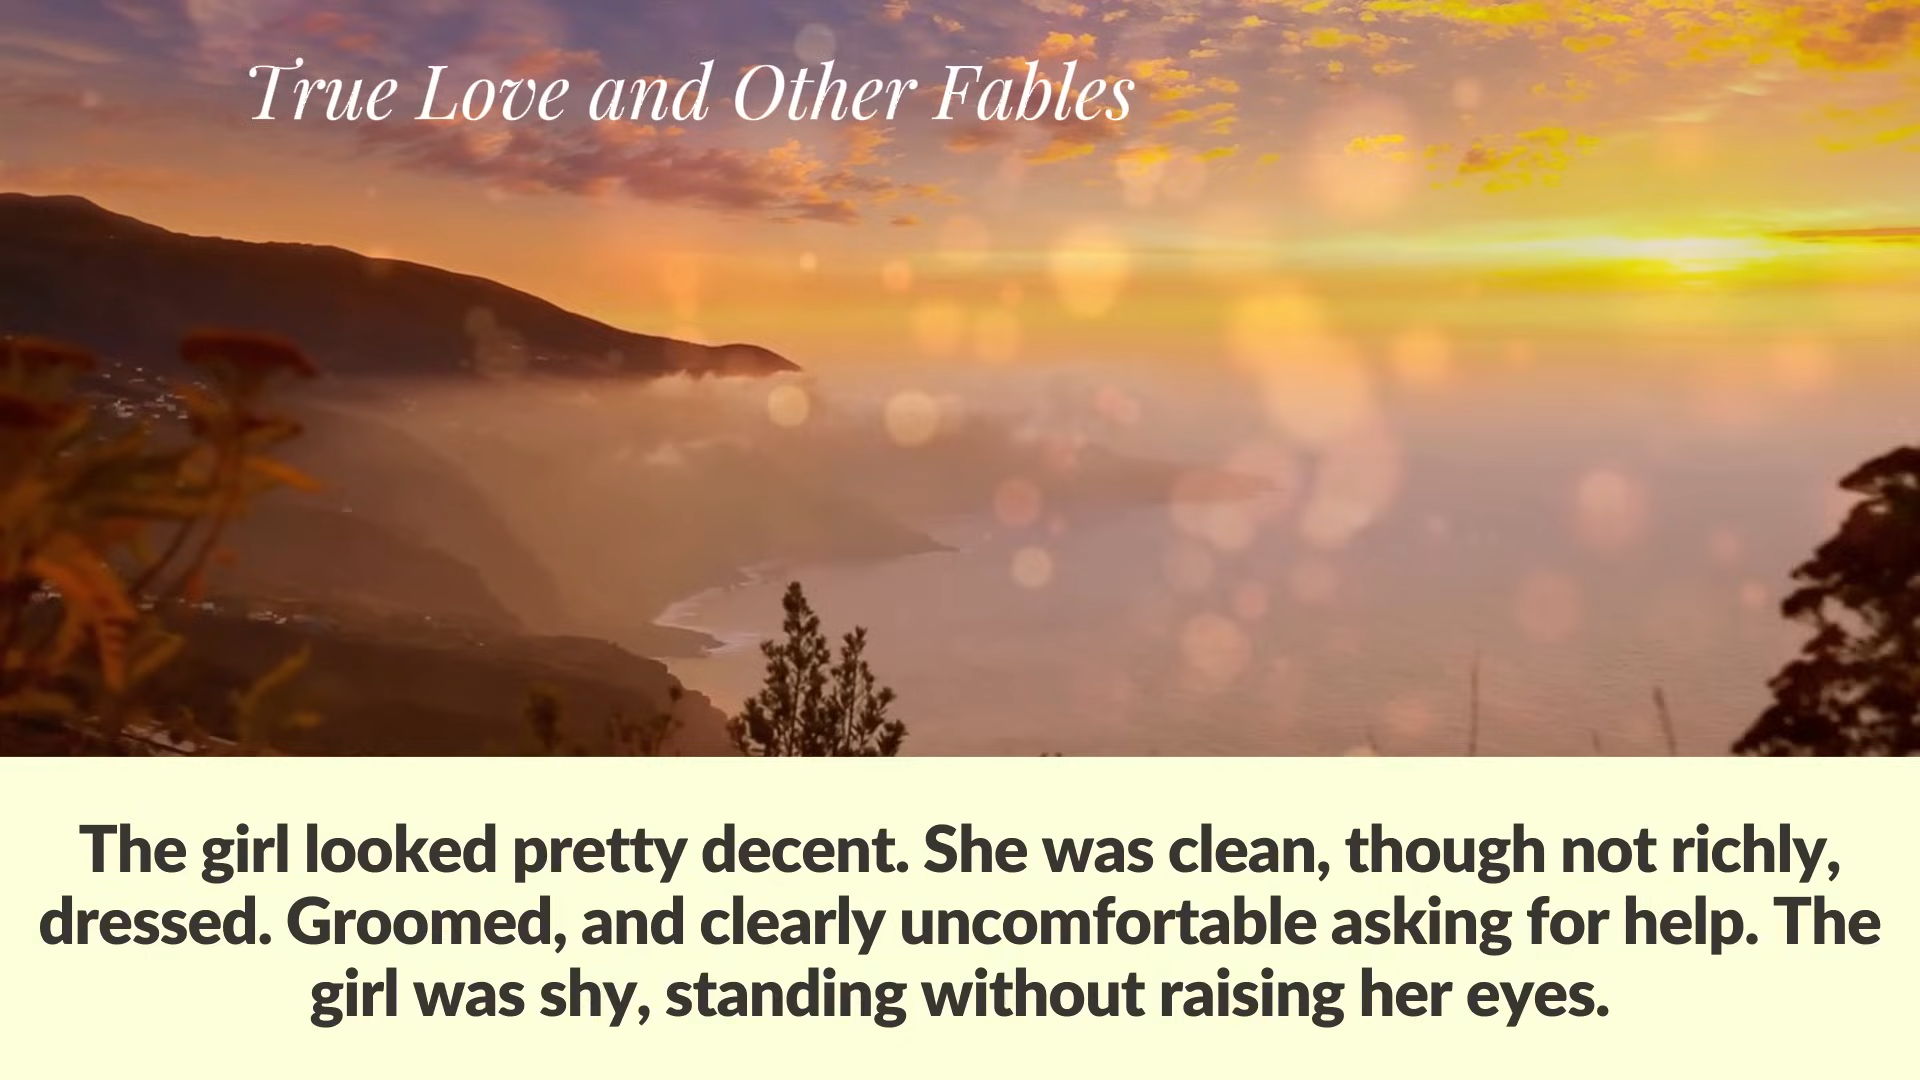 True Love and Other Fables
The girl looked pretty decent. She was clean, though not richly,
dressed. Groomed, and clearly uncomfortable asking for help. The
girl was shy, standing without raising her eyes.